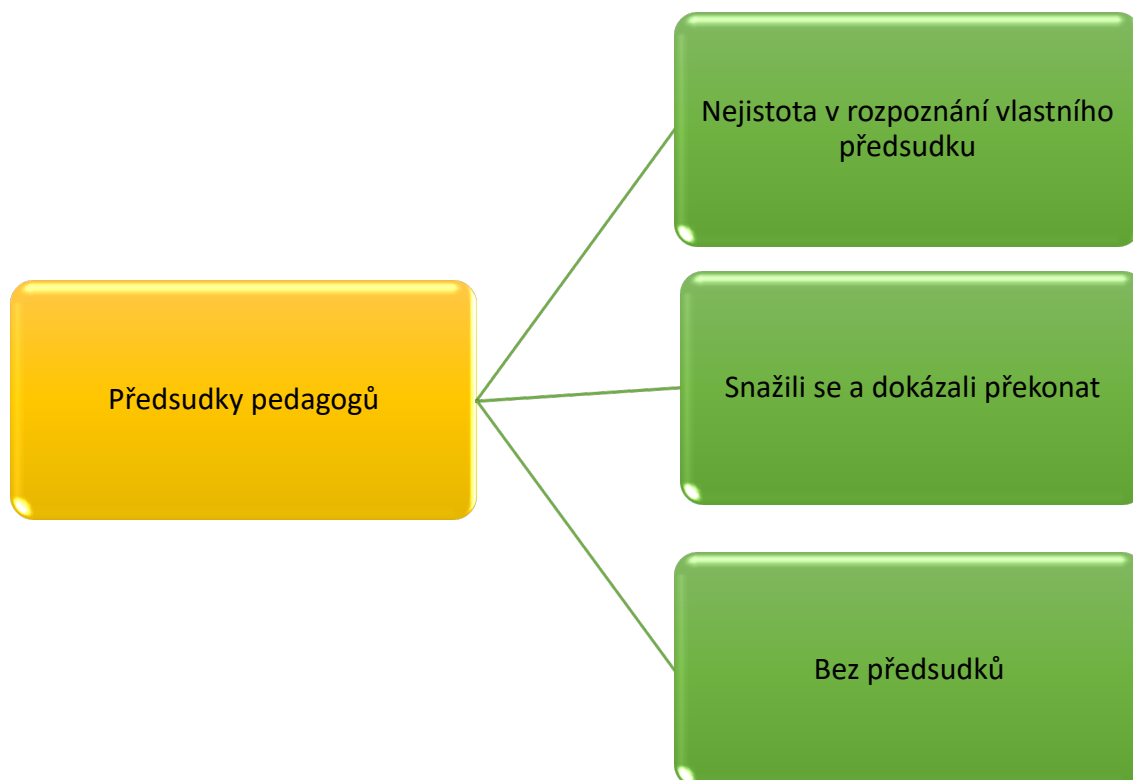 Nejistota v rozpoznání vlastního
předsudku
Předsudky pedagogů
Snažili se a dokázali překonat
Bez předsudků